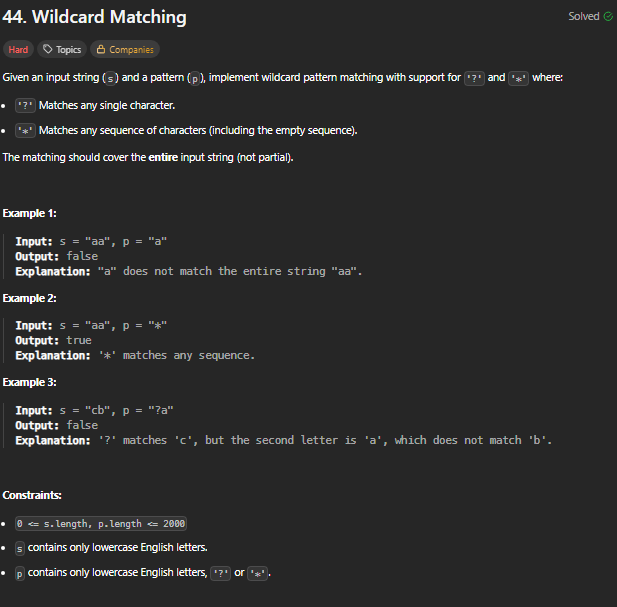 44. Wildcard Matching
Solved
Hard Topics Companies
Given an input string (s) and a pattern (p), implement wildcard pattern matching with support for '?' and '*' where:
'?' Matches any single character.
'*' Matches any sequence of characters (including the empty sequence).
The matching should cover the entire input string (not partial).
Example 1:
Input: s = "aa", p = "a"
Output: false
Explanation: "a" does not match the entire string "aa".
Example 2:
Input: s = "aa", p = "*"
Output: true
Explanation: '*' matches any sequence.
Example 3:
Input: s = "cb", p = "?a"
Output: false
Explanation: '?' matches 'c', but the second letter is 'a', which does not match 'b'.
Constraints:
0 <= s.length, p.length <= 2000
s contains only lowercase English letters.
p contains only lowercase English letters, '?' or '*'.